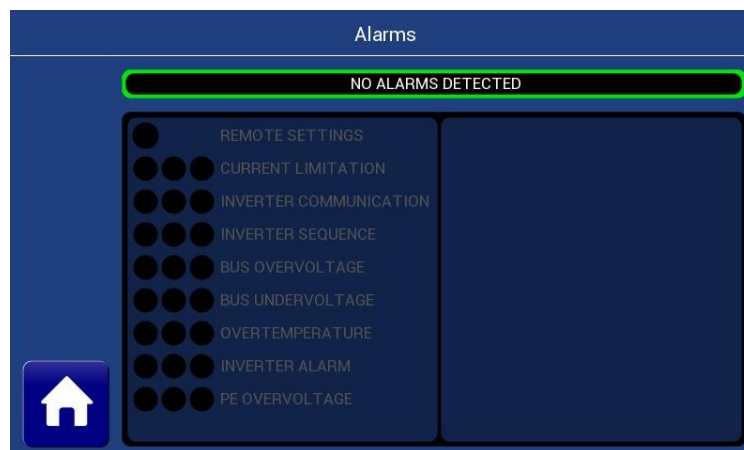 Alarms
NO ALARMS DETECTED
REMOTE SETTINGS
CURRENT LIMITATION
INVERTER COMMUNICATION
INVERTER SEQUENCE
BUS OVERVOLTAGE
BUS UNDERVOLTAGE
OVERTEMPERATURE
INVERTER ALARM
PE OVERVOLTAGE